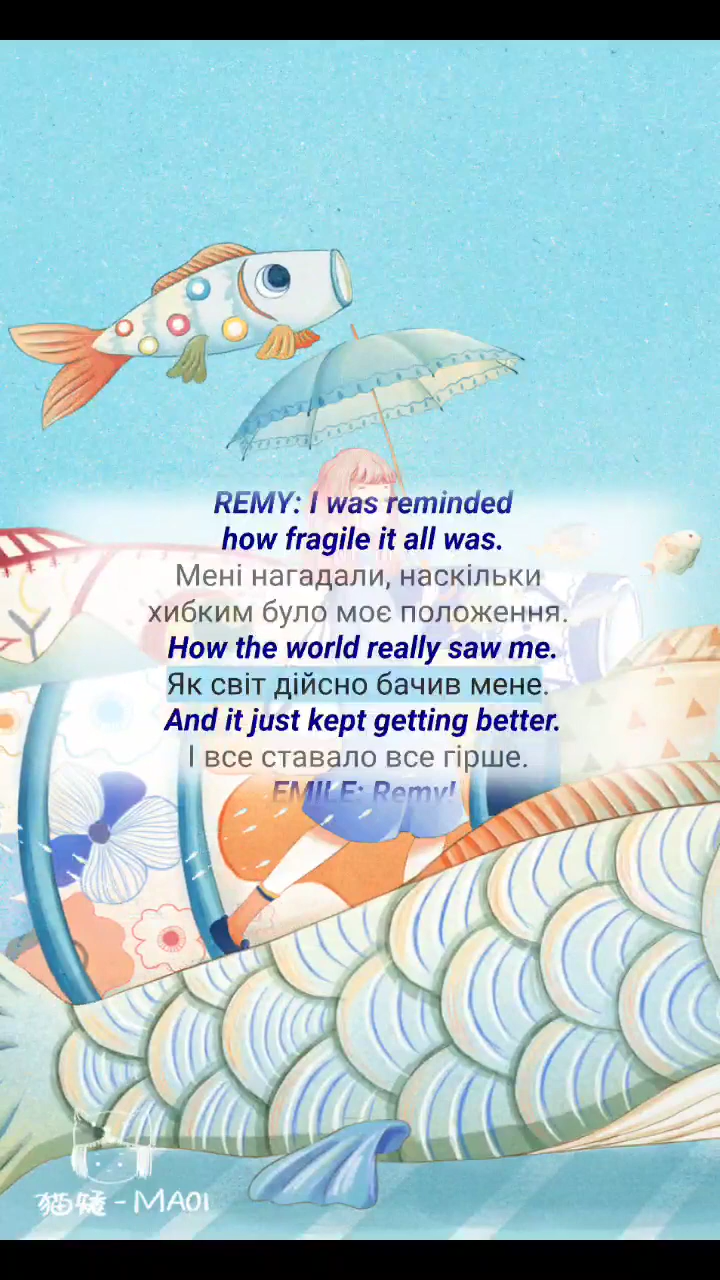 REMY: I was reminded
how fragile it all was.
Мені нагадали, наскільки
хибким було моє положення.
How the world really saw me.
Як світ дійсно бачив мене.
And it just kept getting better.
І все ставало все гірше.
EMILE: Remy!
猫矮 - MAOI